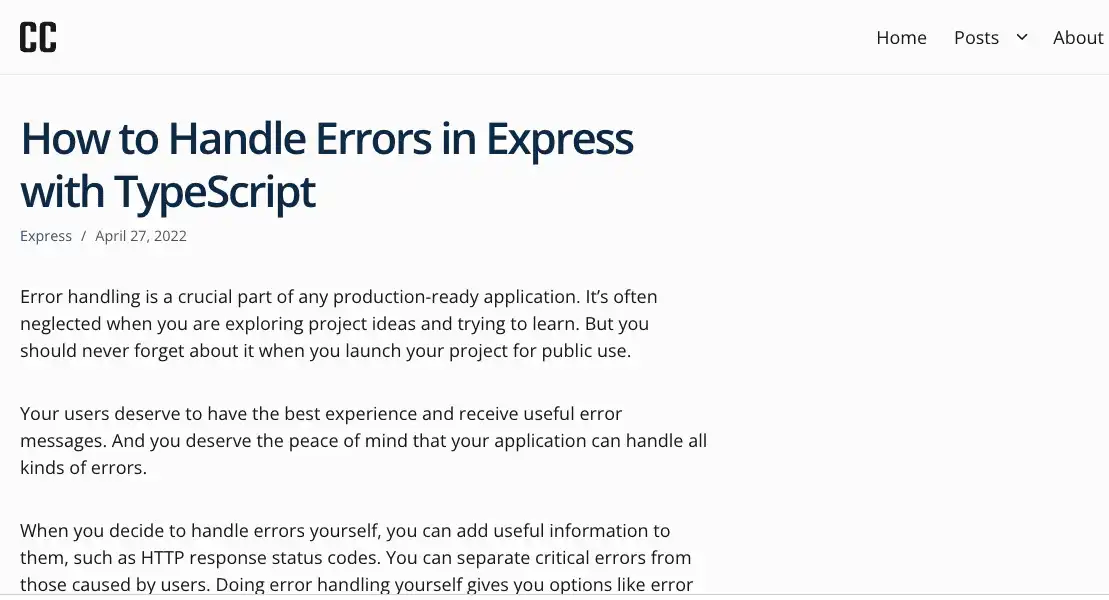 CC
Home Posts About
How to Handle Errors in Express
with TypeScript
Express / April 27, 2022
Error handling is a crucial part of any production-ready application. It’s often
neglected when you are exploring project ideas and trying to learn. But you
should never forget about it when you launch your project for public use.
Your users deserve to have the best experience and receive useful error
messages. And you deserve the peace of mind that your application can handle all
kinds of errors.
When you decide to handle errors yourself, you can add useful information to
them, such as HTTP response status codes. You can separate critical errors from
those caused by users. Doing error handling yourself gives you options like error